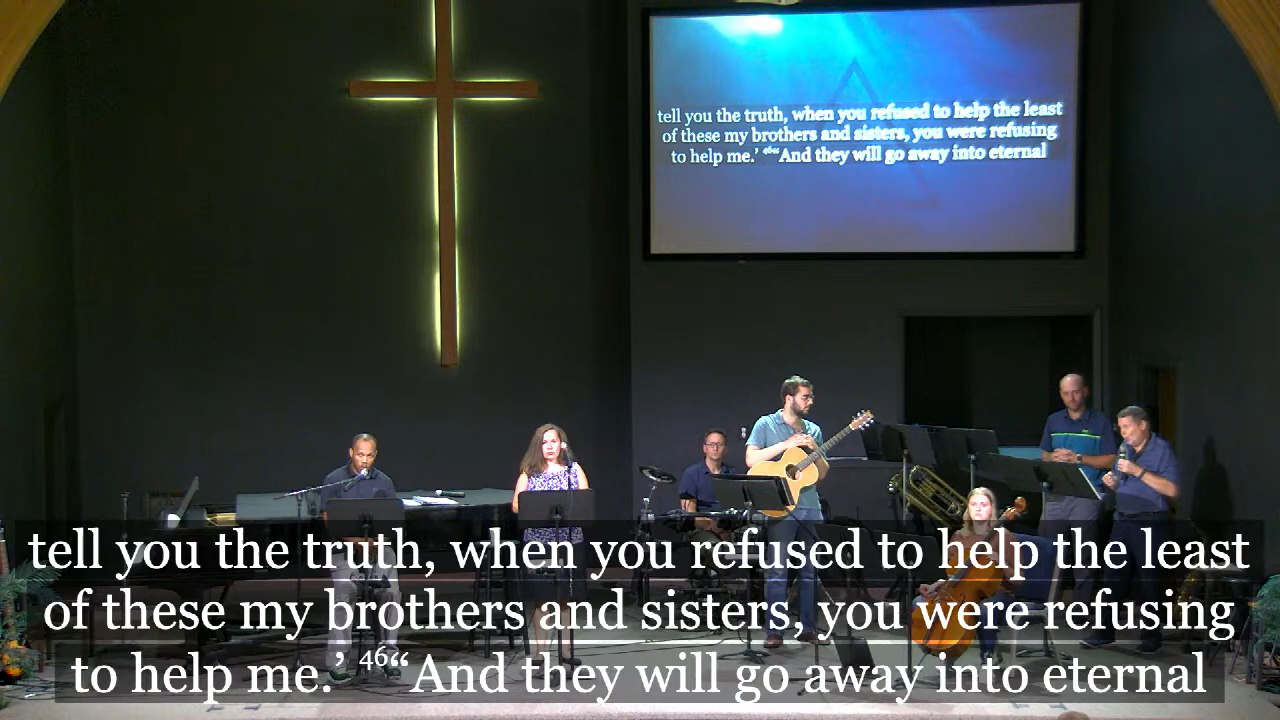 tell you the truth, when you refused to help the least
of these my brothers and sisters, you were refusing
to help me.’ ⁴⁶“And they will go away into eternal
tell you the truth, when you refused to help the least
of these my brothers and sisters, you were refusing
to help me.’ ⁴⁶“And they will go away into eternal